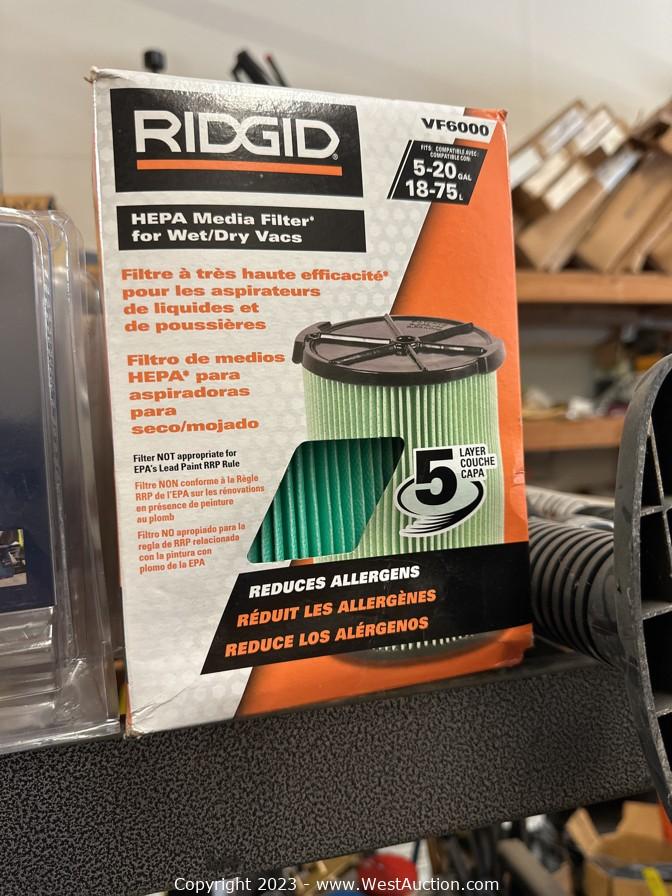 RIDGID®
VF6000
FITS: COMPATIBLE AVEC:
COMPATIBLE CON:
5-20 GAL
18-75 L
HEPA Media Filter*
for Wet/Dry Vacs
Filtre à très haute efficacité*
pour les aspirateurs
de liquides et
de poussières
Filtro de medios
HEPA* para
aspiradoras
para
seco/mojado
Filter NOT appropriate for
EPA's Lead Paint RRP Rule
Filtre NON conforme à la Règle
RRP de l'EPA sur les rénovations
en présence de peinture
au plomb
Filtro NO apropiado para la
regla de RRP relacionada
con la pintura con
plomo de la EPA
5 LAYER
COUCHE
CAPA
REDUCES ALLERGENS
RÉDUIT LES ALLERGÈNES
REDUCE LOS ALÉRGENOS
Copyright 2023 - www.WestAuction.com